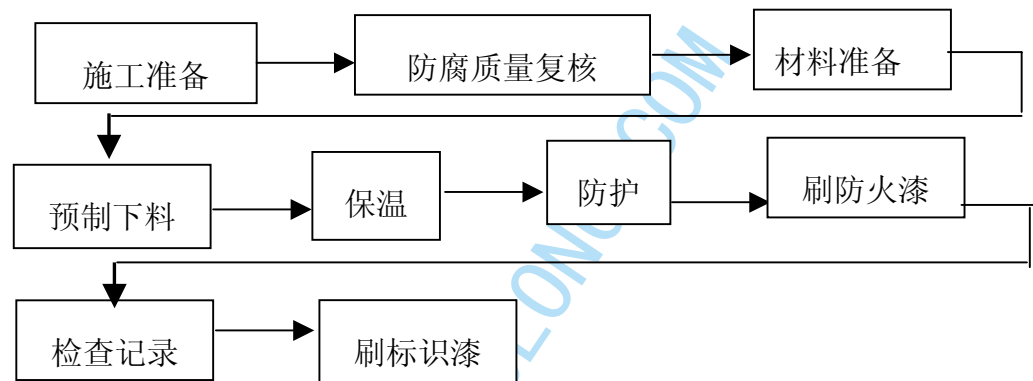 施工准备
防腐质量复核
材料准备
预制下料
保温
防护
刷防火漆
检查记录
刷标识漆